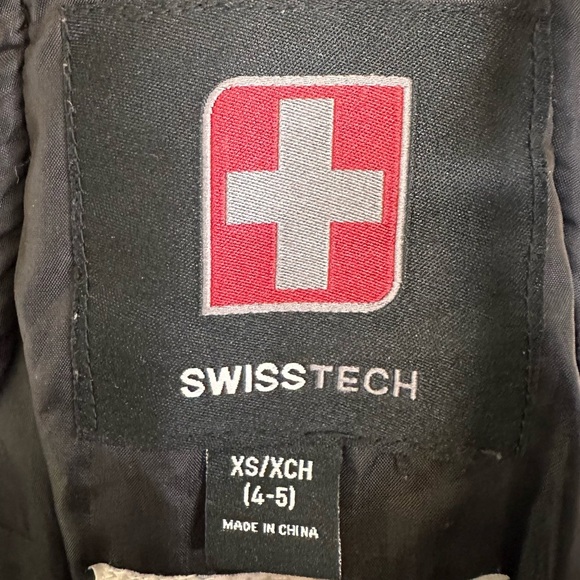 SWISSTECH
XS/XCH
(4-5)
MADE IN CHINA